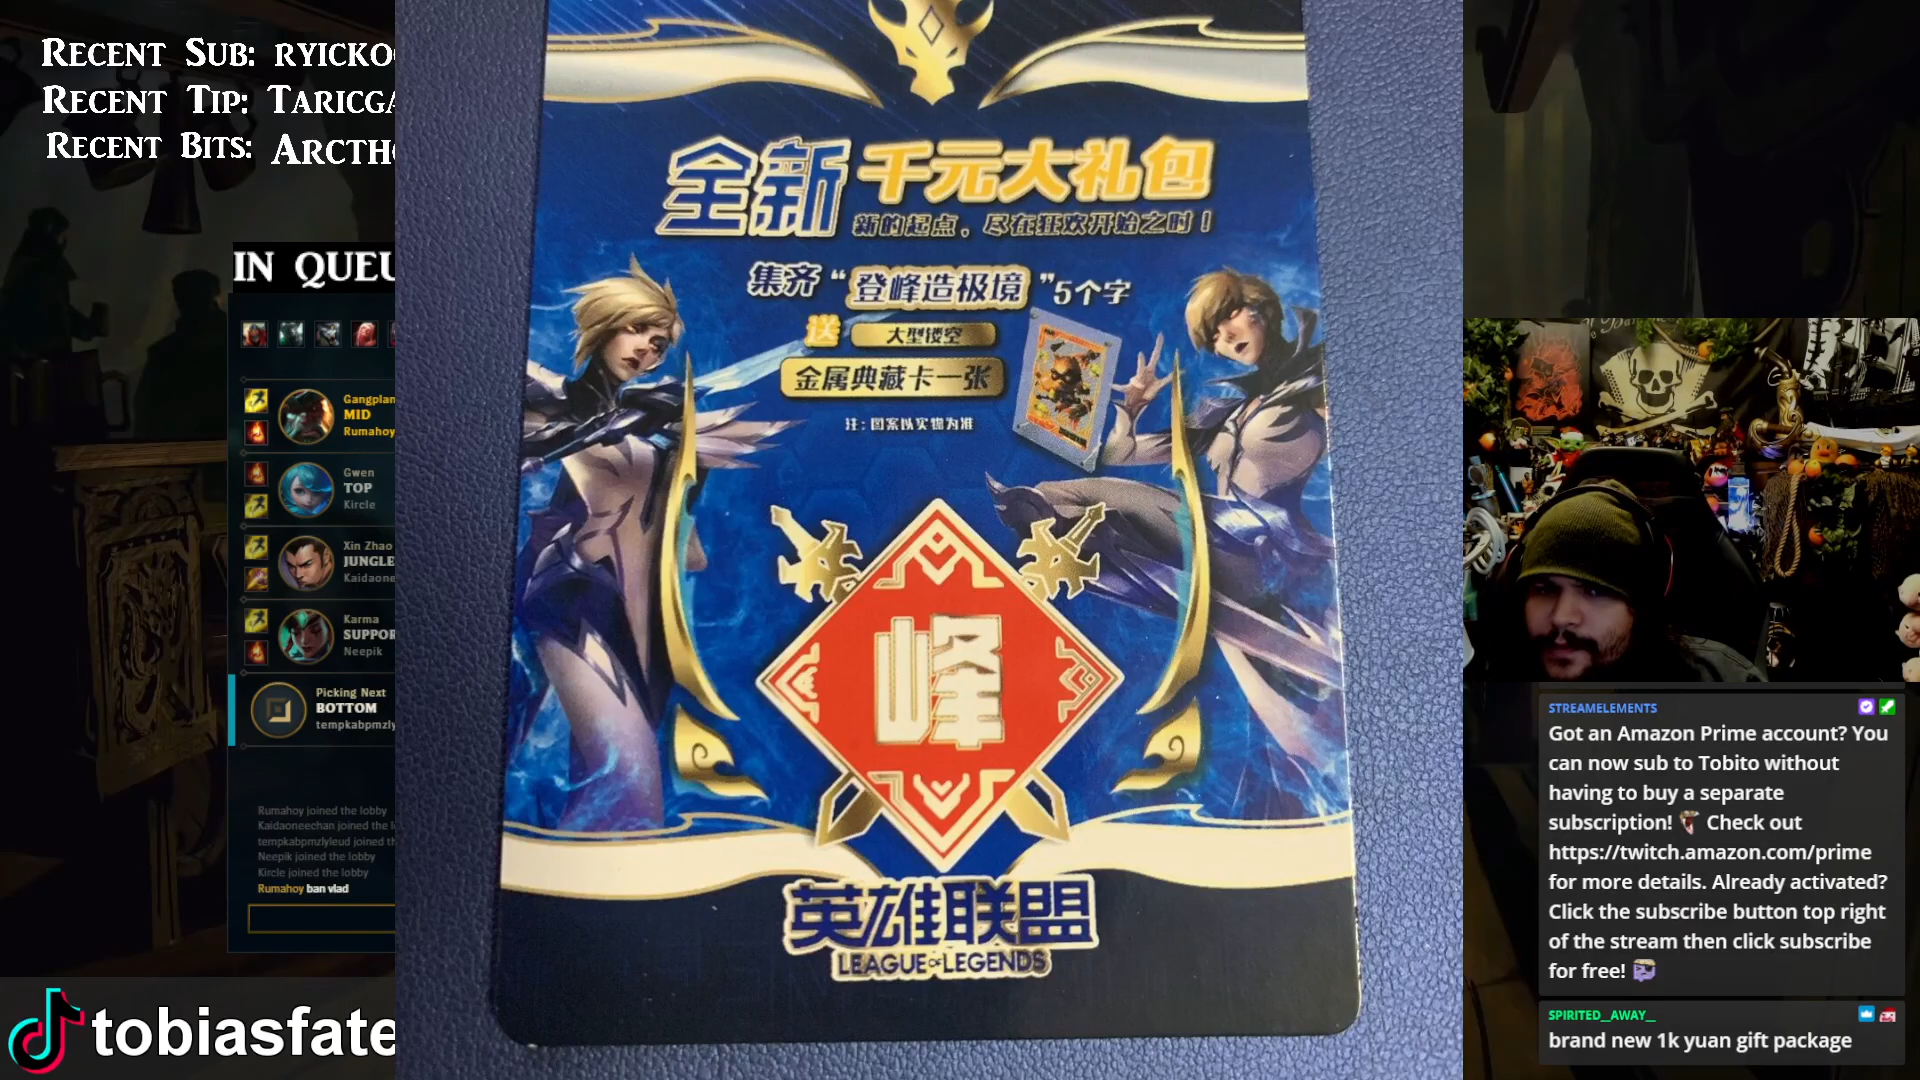 RECENT SUB: RYICKO
RECENT TIP: TARICGA
RECENT BITS: ARCTH
IN QUEU
Gangplan
MID
Rumahoy
Gwen
TOP
Kircle
Xin Zhao
JUNGLE
Kaidaone
Karma
SUPPOR
Neepik
Picking Next
BOTTOM
tempkabpmzly
Rumahoy joined the lobby
Kaidaoneechan joined the l
tempkabpmzlyleud joined th
Neepik joined the lobby
Kircle joined the lobby
Rumahoy ban vlad
tobiasfate
全新 千元大礼包
新的起点，尽在狂欢开始之时！
集齐“登峰造极境”5个字
送 大型镂空
金属典藏卡一张
注：图案以实物为准
峰
英雄联盟
LEAGUE OF LEGENDS
STREAMELEMENTS
Got an Amazon Prime account? You
can now sub to Tobito without
having to buy a separate
subscription! Check out
https://twitch.amazon.com/prime
for more details. Already activated?
Click the subscribe button top right
of the stream then click subscribe
for free!
SPIRITED__AWAY__
brand new 1k yuan gift package